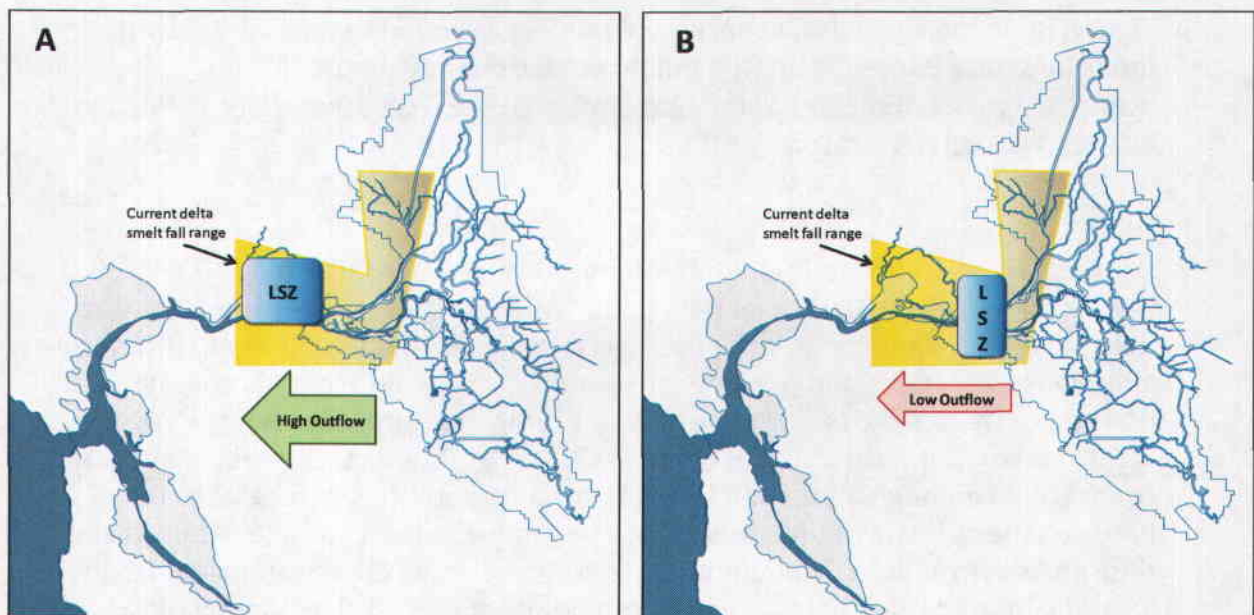 A
Current delta
smelt fall range
LSZ
High Outflow
B
Current delta
smelt fall range
L
S
Z
Low Outflow